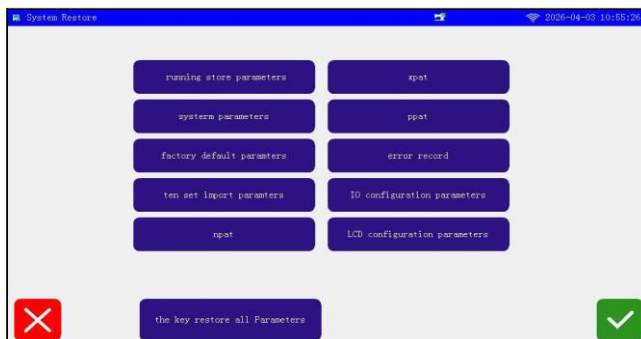 System Restore
2026-04-03 10:55:26
running store parameters
xpat
systerm parameters
ppat
factory default paramters
error record
ten set import paramters
IO configuration parameters
npat
LCD configuration parameters
the key restore all Parameters